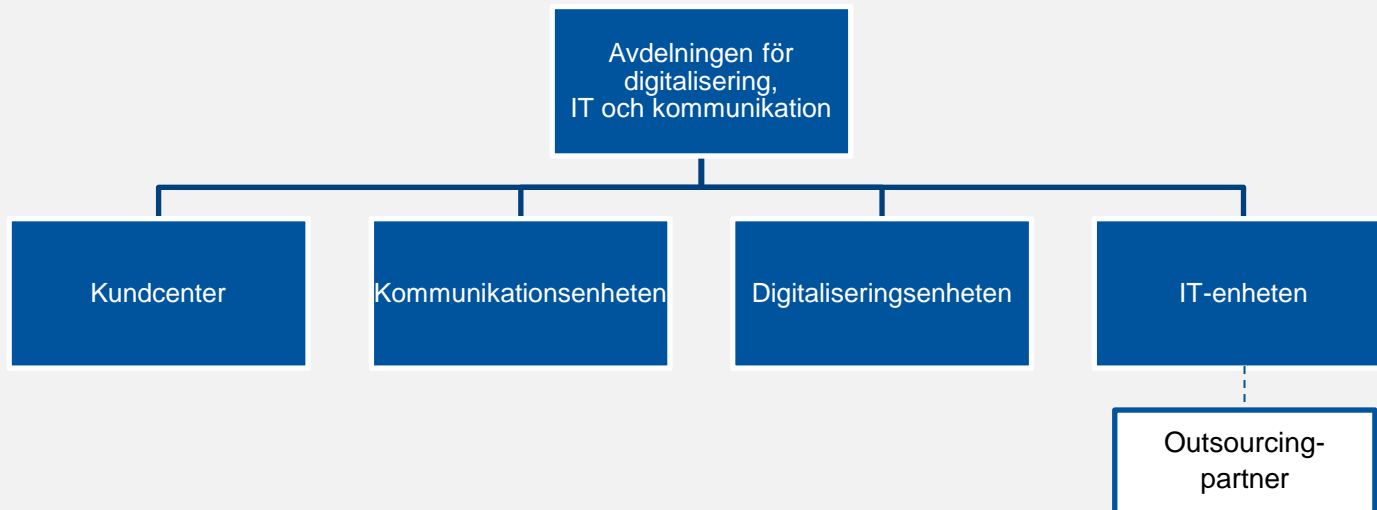 Avdelningen för
digitalisering,
IT och kommunikation
Kundcenter
Kommunikationsenheten
Digitaliseringsenheten
IT-enheten
Outsourcing-
partner